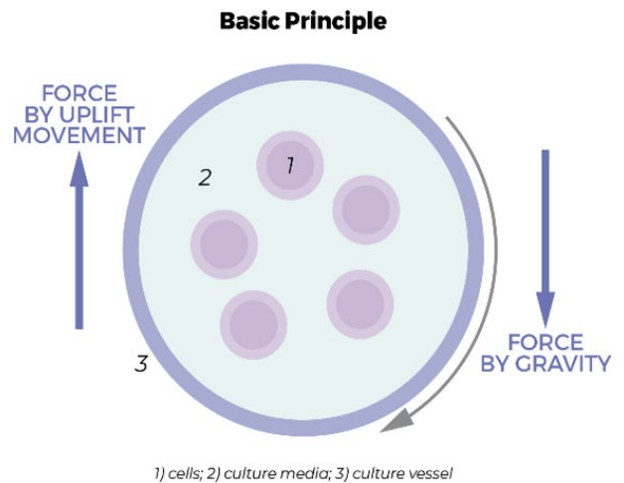 Basic Principle
FORCE
BY UPLIFT
MOVEMENT
1
2
3
FORCE
BY GRAVITY
1) cells; 2) culture media; 3) culture vessel